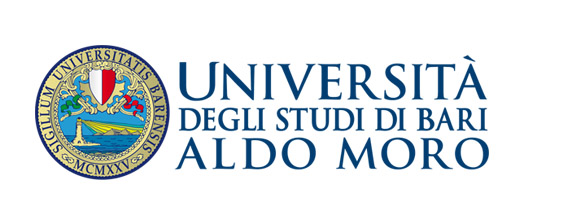 SIGILLUM UNIVERSITATIS BARENSIS
MCMXXV
UNIVERSITÀ
DEGLI STUDI DI BARI
ALDO MORO